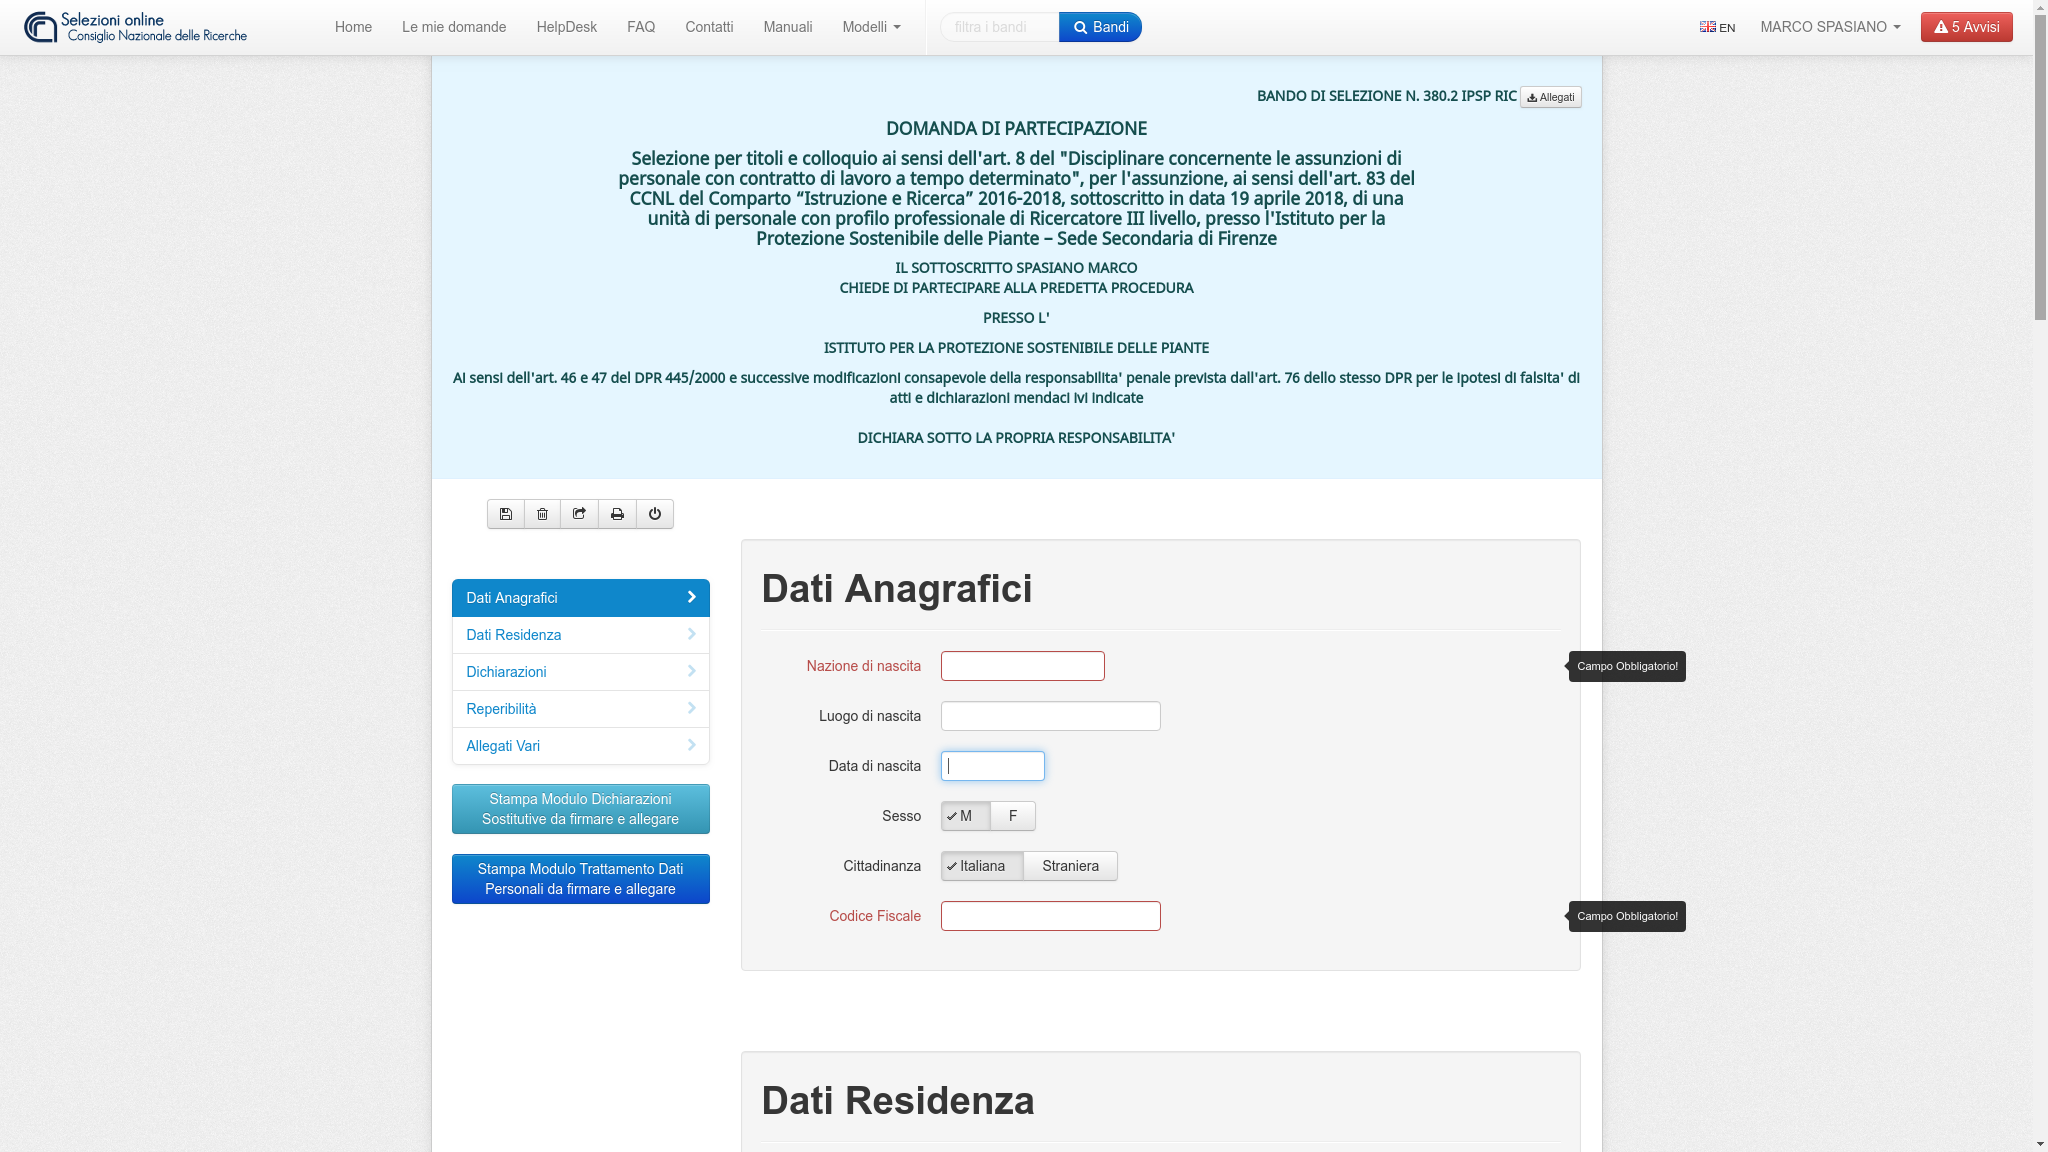 Selezioni online
Consiglio Nazionale delle Ricerche
Home Le mie domande HelpDesk FAQ Contatti Manuali Modelli filtra i bandi Bandi EN MARCO SPASIANO 5 Avvisi
BANDO DI SELEZIONE N. 380.2 IPSP RIC Allegati
DOMANDA DI PARTECIPAZIONE
Selezione per titoli e colloquio ai sensi dell'art. 8 del "Disciplinare concernente le assunzioni di
personale con contratto di lavoro a tempo determinato", per l'assunzione, ai sensi dell'art. 83 del
CCNL del Comparto “Istruzione e Ricerca” 2016-2018, sottoscritto in data 19 aprile 2018, di una
unità di personale con profilo professionale di Ricercatore III livello, presso l'Istituto per la
Protezione Sostenibile delle Piante – Sede Secondaria di Firenze
IL SOTTOSCRITTO SPASIANO MARCO
CHIEDE DI PARTECIPARE ALLA PREDETTA PROCEDURA
PRESSO L'
ISTITUTO PER LA PROTEZIONE SOSTENIBILE DELLE PIANTE
Ai sensi dell'art. 46 e 47 del DPR 445/2000 e successive modificazioni consapevole della responsabilita' penale prevista dall'art. 76 dello stesso DPR per le ipotesi di falsita' di
atti e dichiarazioni mendaci ivi indicate
DICHIARA SOTTO LA PROPRIA RESPONSABILITA'
Dati Anagrafici
Dati Residenza
Dichiarazioni
Reperibilità
Allegati Vari
Stampa Modulo Dichiarazioni
Sostitutive da firmare e allegare
Stampa Modulo Trattamento Dati
Personali da firmare e allegare
Dati Anagrafici
Nazione di nascita Campo Obbligatorio!
Luogo di nascita
Data di nascita
Sesso M F
Cittadinanza Italiana Straniera
Codice Fiscale Campo Obbligatorio!
Dati Residenza